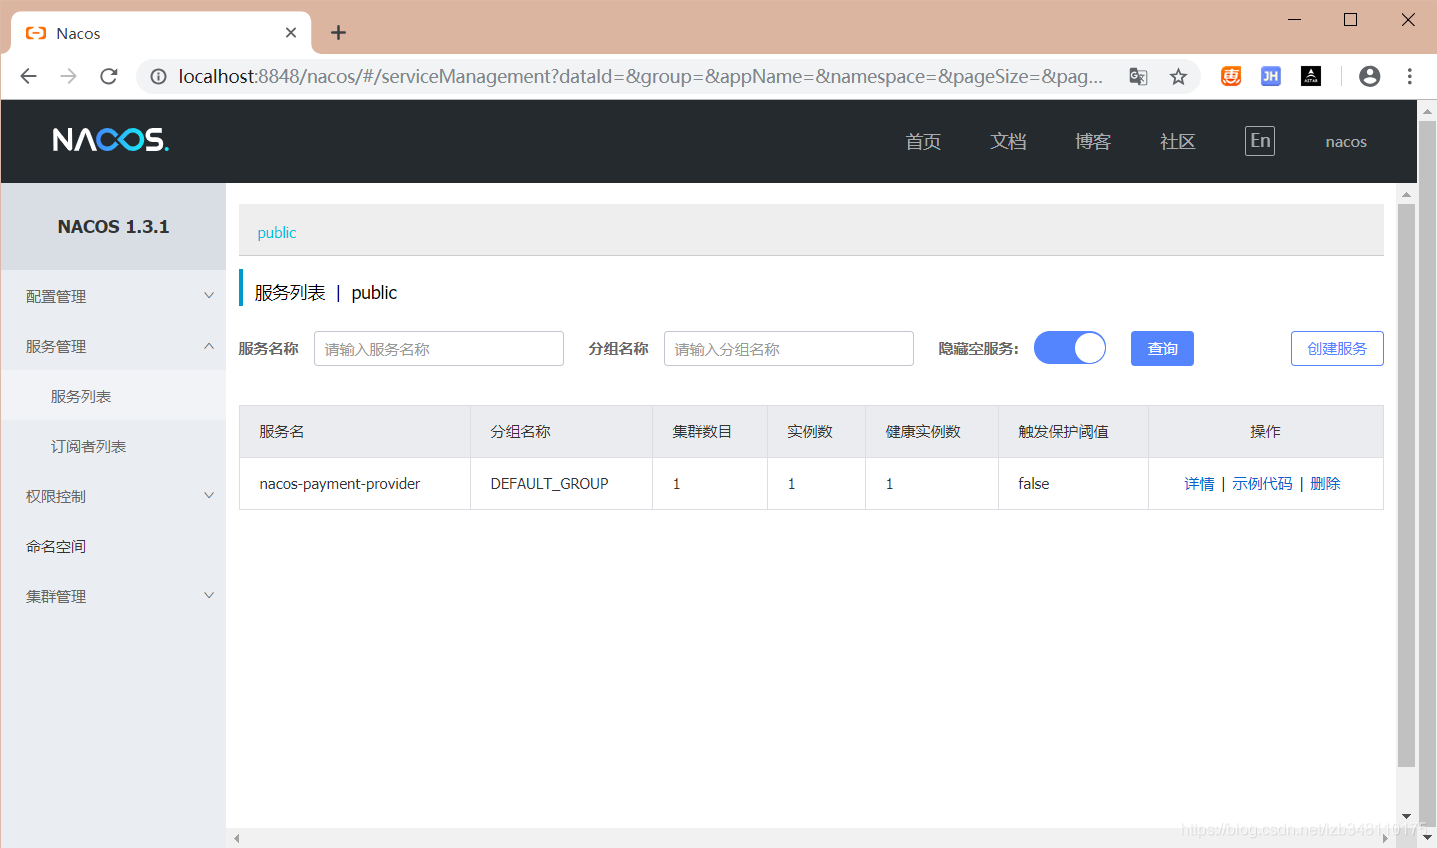 Nacos
localhost:8848/nacos/#/serviceManagement?dataId=&group=&appName=&namespace=&pageSize=&pag...
JH
NACOS.
首页
文档
博客
社区
En
nacos
NACOS 1.3.1
配置管理
服务管理
服务列表
订阅者列表
权限控制
命名空间
集群管理
public
服务列表 | public
服务名称 请输入服务名称 分组名称 请输入分组名称 隐藏空服务: 查询 创建服务
服务名 分组名称 集群数目 实例数 健康实例数 触发保护阈值 操作
nacos-payment-provider DEFAULT_GROUP 1 1 1 false 详情 | 示例代码 | 删除